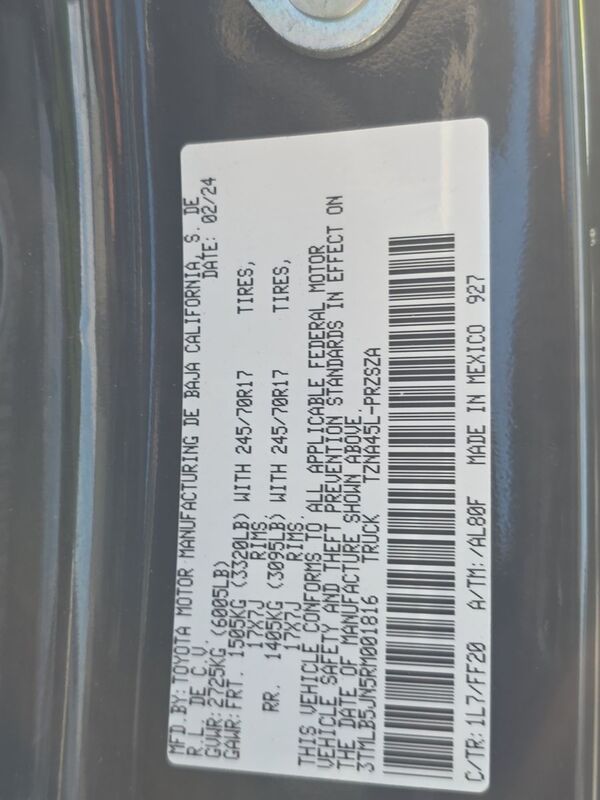 MFD.BY: TOYOTA MOTOR MANUFACTURING DE BAJA CALIFORNIA, S. DE
R.L. DE C.V. DATE: 02/24
GVWR: 2725KG (6005LB)
GAWR: FRT. 1505KG (3320LB) WITH 245/70R17 TIRES,
17X7J RIMS
RR. 1405KG (3095LB) WITH 245/70R17 TIRES,
17X7J RIMS.
THIS VEHICLE CONFORMS TO ALL APPLICABLE FEDERAL MOTOR
VEHICLE SAFETY AND THEFT PREVENTION STANDARDS IN EFFECT ON
THE DATE OF MANUFACTURE SHOWN ABOVE.
3TMLB5JN5RM001816 TRUCK TZNA45L-PRZSZA
C/TR: 1L7/FF20 A/TM: /AL80F MADE IN MEXICO 927